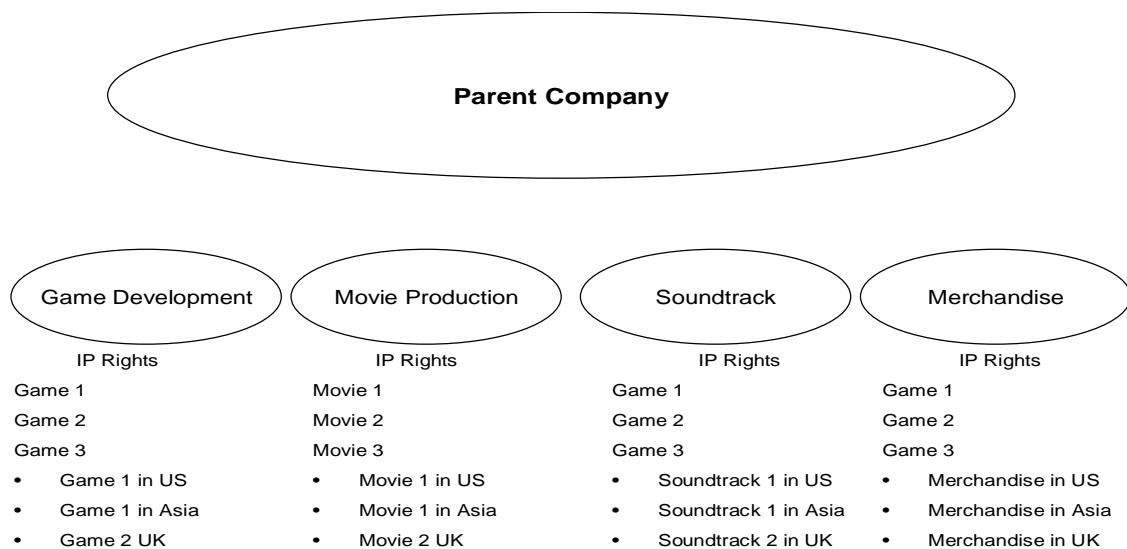 Parent Company
Game Development
Movie Production
Soundtrack
Merchandise
IP Rights
Game 1
Game 2
Game 3
• Game 1 in US
• Game 1 in Asia
• Game 2 UK
IP Rights
Movie 1
Movie 2
Movie 3
• Movie 1 in US
• Movie 1 in Asia
• Movie 2 UK
IP Rights
Game 1
Game 2
Game 3
• Soundtrack 1 in US
• Soundtrack 1 in Asia
• Soundtrack 2 in UK
IP Rights
Game 1
Game 2
Game 3
• Merchandise in US
• Merchandise in Asia
• Merchandise in UK